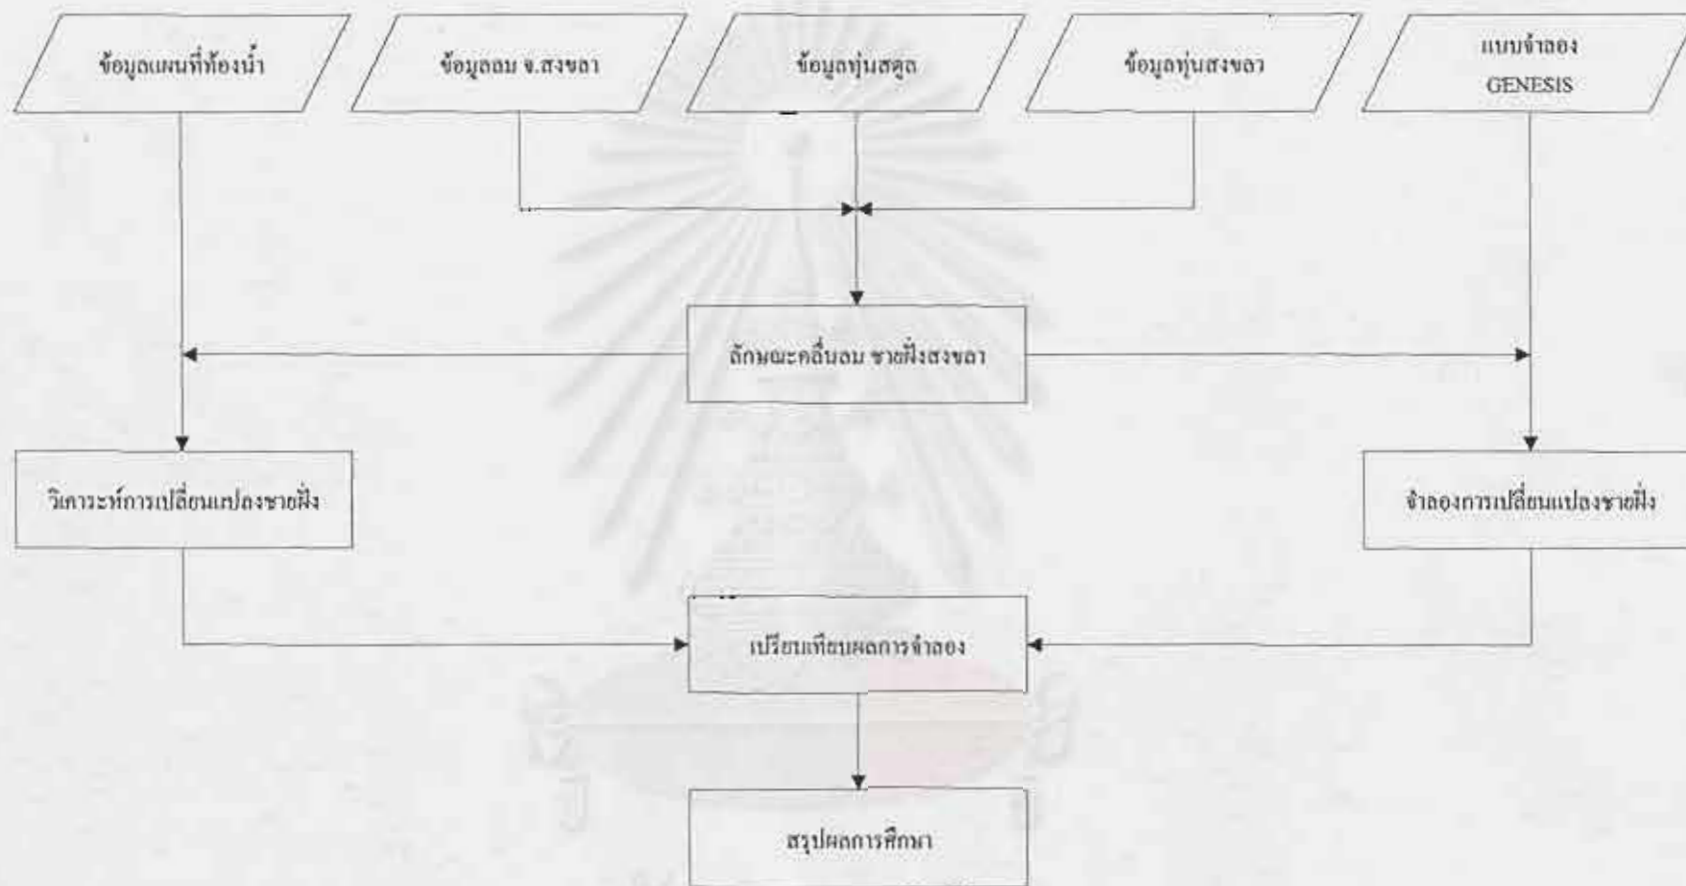 ข้อมูลแผนที่ท้องน้ำ
ข้อมูลลม จ.สงขลา
ข้อมูลทุ่นสตูล
ข้อมูลทุ่นสงขลา
แบบจำลอง
GENESIS
ลักษณะคลื่นลม ชายฝั่งสงขลา
วิเคาระห์การเปลี่ยนแปลงชายฝั่ง
จำลองการเปลี่ยนแปลงชายฝั่ง
เปรียบเทียบผลการจำลอง
สรุปผลการศึกษา